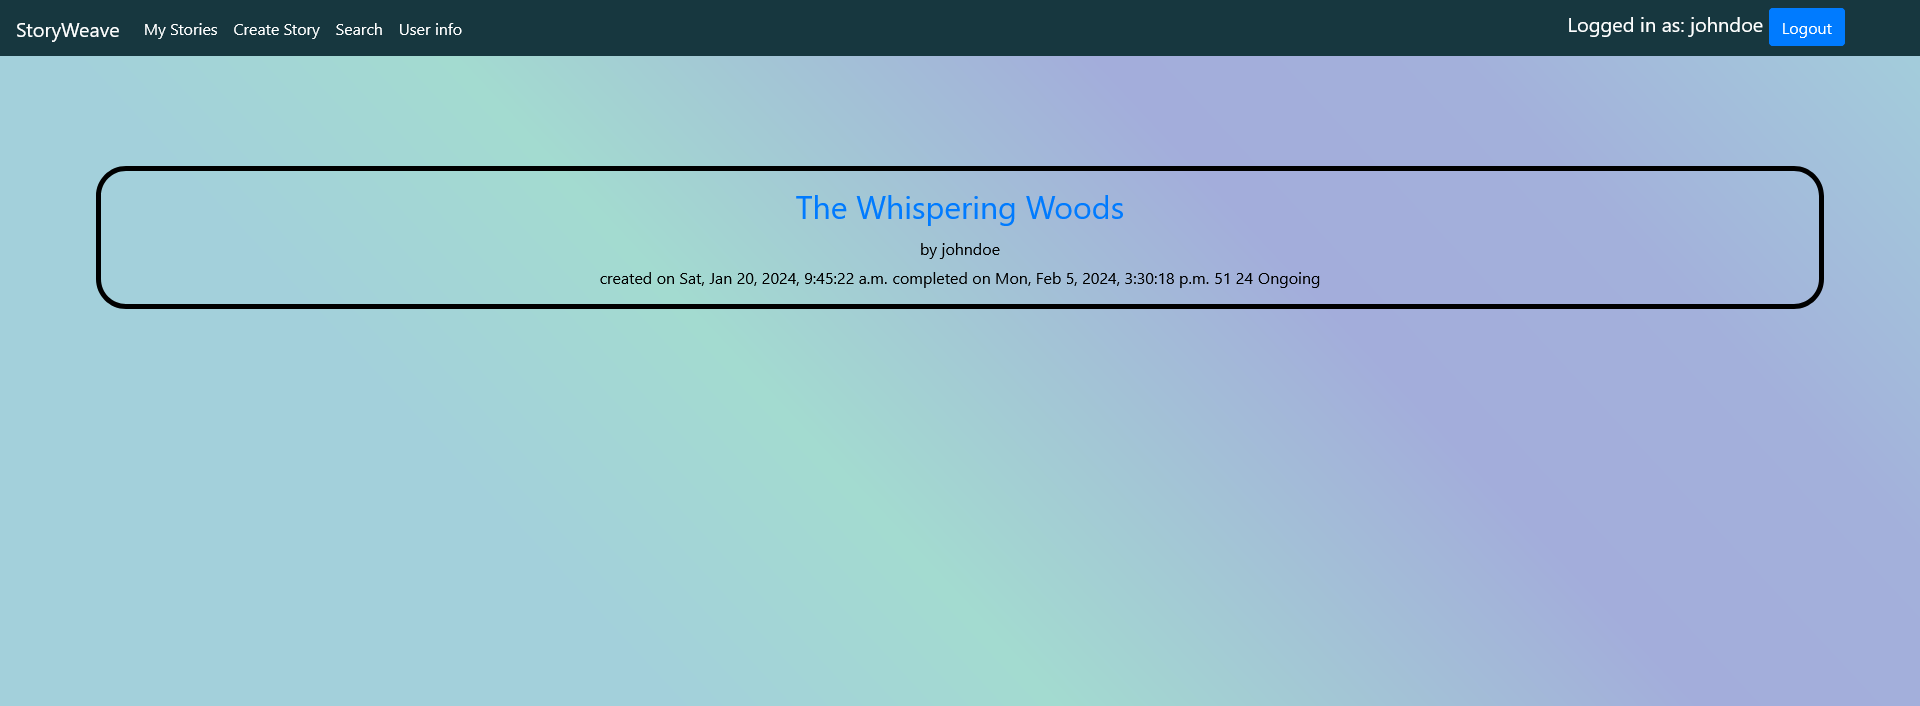 StoryWeave My Stories Create Story Search User info Logged in as: johndoe Logout
The Whispering Woods
by johndoe
created on Sat, Jan 20, 2024, 9:45:22 a.m. completed on Mon, Feb 5, 2024, 3:30:18 p.m. 51 24 Ongoing